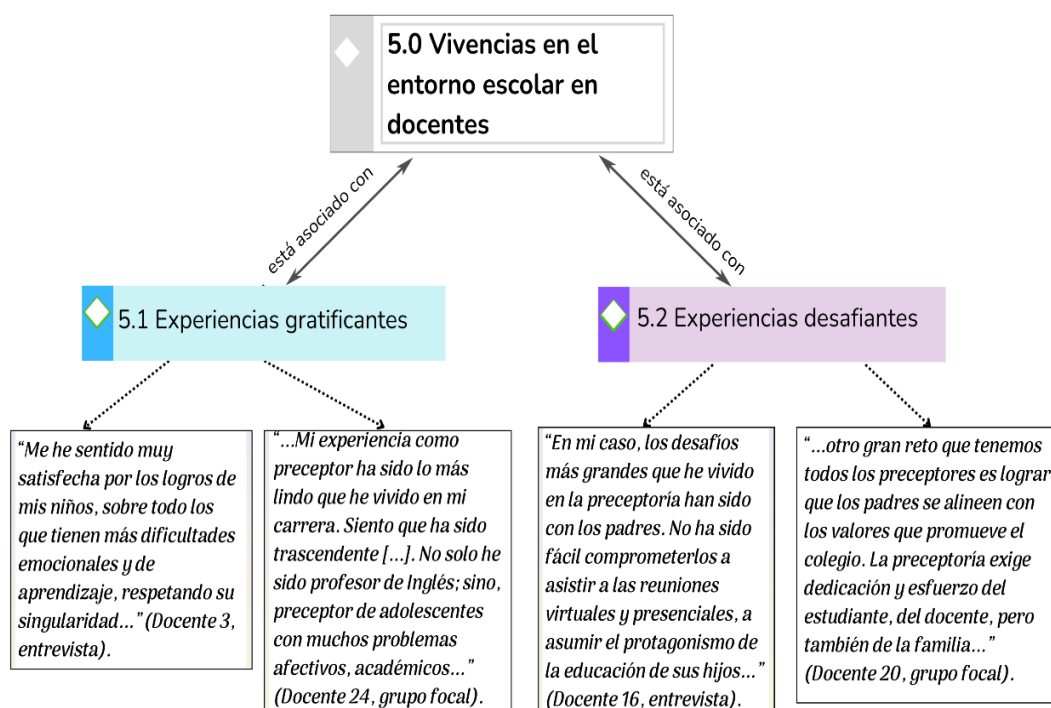 5.0 Vivencias en el
entorno escolar en
docentes
está asociado con
está asociado con
5.1 Experiencias gratificantes
5.2 Experiencias desafiantes
“Me he sentido muy
satisfecha por los logros de
mis niños, sobre todo los
que tienen más dificultades
emocionales y de
aprendizaje, respetando su
singularidad...” (Docente 3,
entrevista).
“...Mi experiencia como
preceptor ha sido lo más
lindo que he vivido en mi
carrera. Siento que ha sido
trascendente [...]. No solo he
sido profesor de Inglés; sino,
preceptor de adolescentes
con muchos problemas
afectivos, académicos...”
(Docente 24, grupo focal).
“En mi caso, los desafíos
más grandes que he vivido
en la preceptoría han sido
con los padres. No ha sido
fácil comprometerlos a
asistir a las reuniones
virtuales y presenciales, a
asumir el protagonismo de
la educación de sus hijos...”
(Docente 16, entrevista).
“...otro gran reto que tenemos
todos los preceptores es lograr
que los padres se alineen con
los valores que promueve el
colegio. La preceptoría exige
dedicación y esfuerzo del
estudiante, del docente, pero
también de la familia...”
(Docente 20, grupo focal).